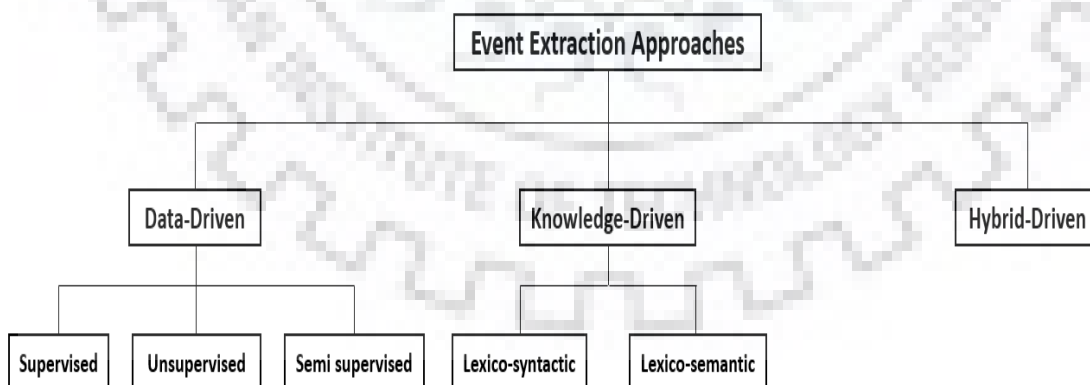 Event Extraction Approaches
Data-Driven
Knowledge-Driven
Hybrid-Driven
Supervised
Unsupervised
Semi supervised
Lexico-syntactic
Lexico-semantic